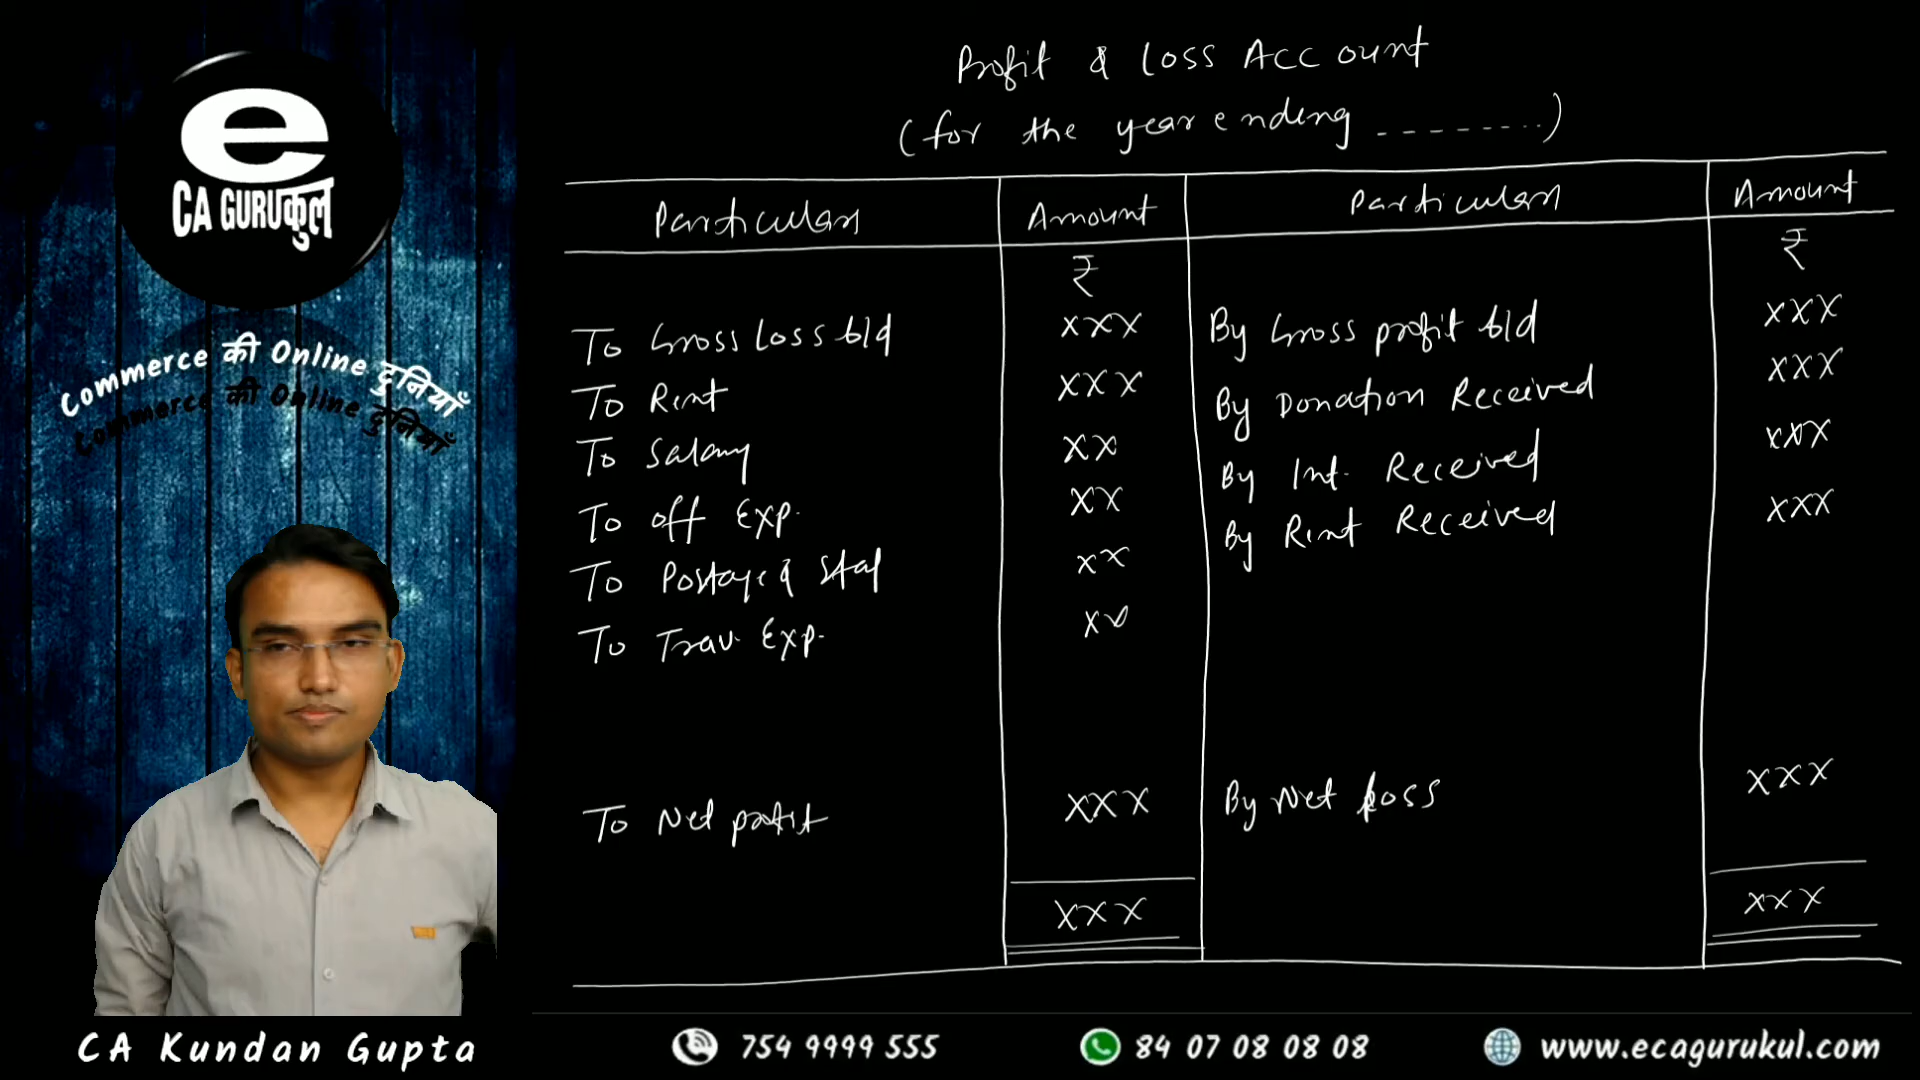 e
CA GURUकुल
Commerce की Online दुनियाँ
Profit & Loss Account
(for the year ending --------)
Particulars Amount Particulars Amount
₹ ₹
To Gross Loss b/d xxx By Gross profit b/d xxx
To Rent xxx By Donation Received xxx
To Salary xx By Int. Received xxx
To off Exp. xx By Rent Received xxx
To Postage & Stap xx
To Trav. Exp. xx
To Net profit xxx By Net Loss xxx
xxx xxx
CA Kundan Gupta 754 9999 555 84 07 08 08 08 www.ecagurukul.com